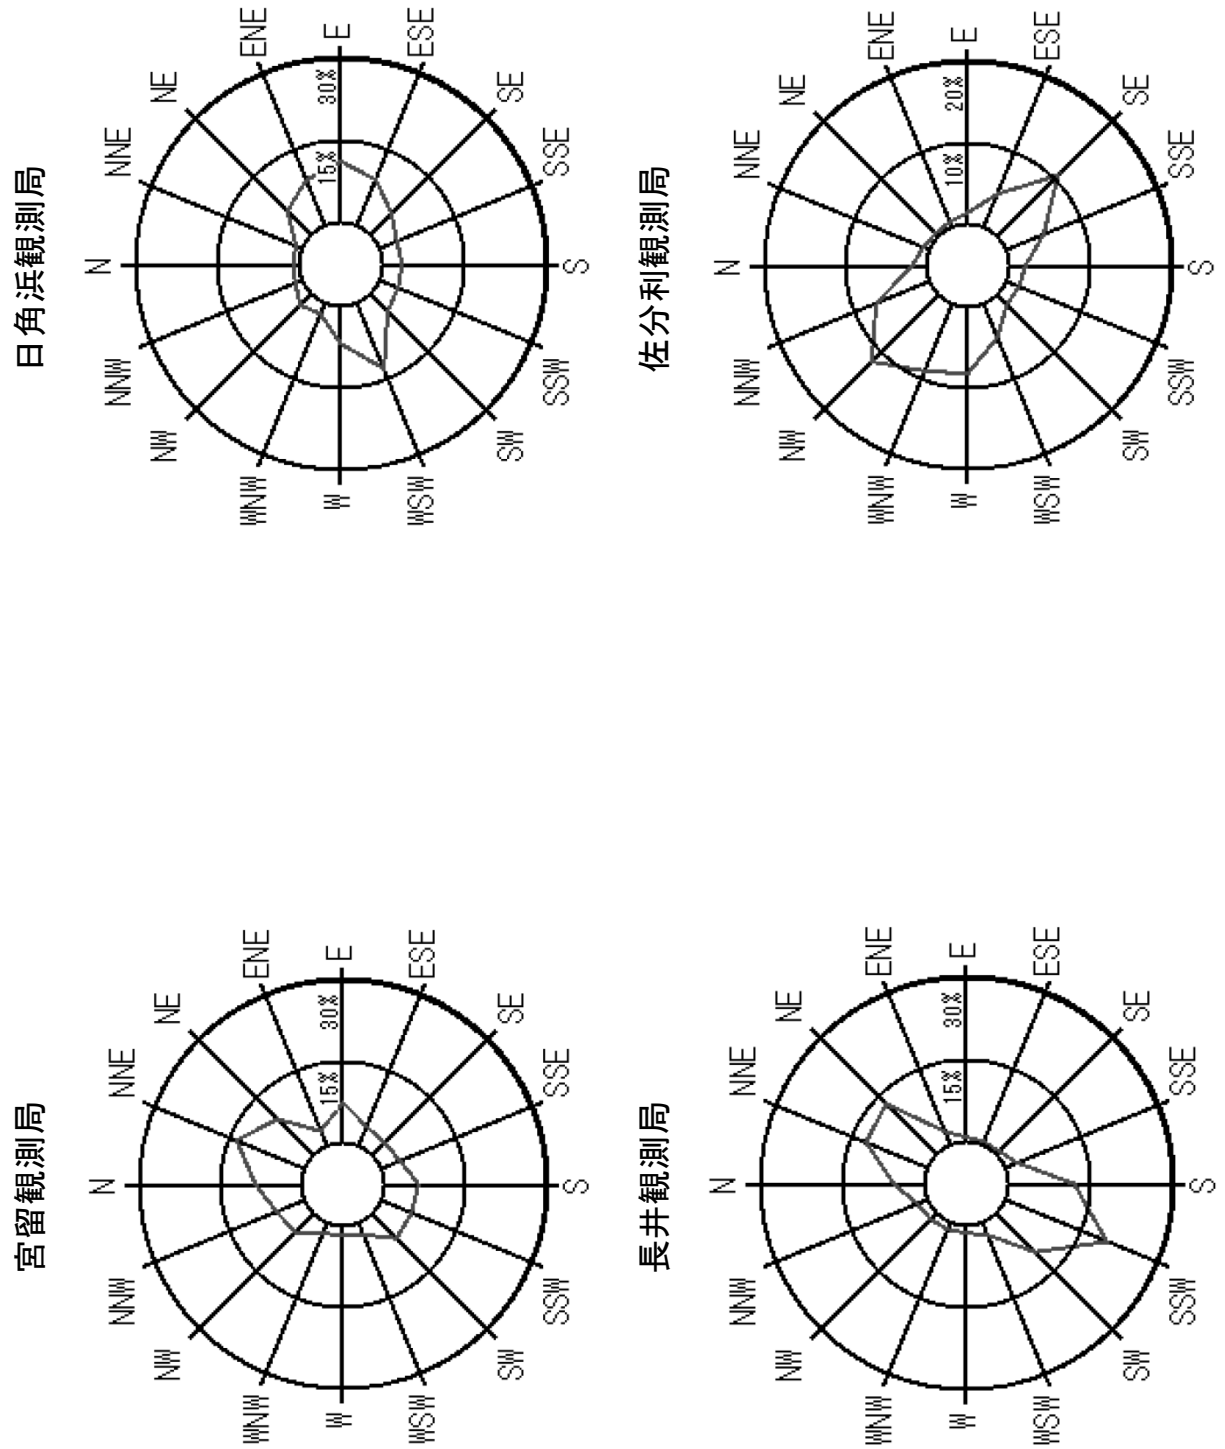 宮留観測局
N
NNE
NE
ENE
E
ESE
SE
SSE
S
SSW
SW
WSW
W
WNW
NW
NNW
15%
30%
日角浜観測局
N
NNE
NE
ENE
E
ESE
SE
SSE
S
SSW
SW
WSW
W
WNW
NW
NNW
15%
30%
長井観測局
N
NNE
NE
ENE
E
ESE
SE
SSE
S
SSW
SW
WSW
W
WNW
NW
NNW
15%
30%
佐分利観測局
N
NNE
NE
ENE
E
ESE
SE
SSE
S
SSW
SW
WSW
W
WNW
NW
NNW
10%
20%